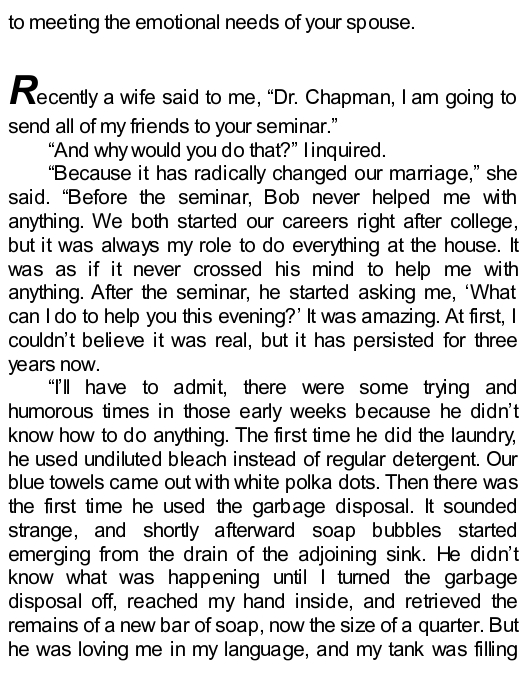 to meeting the emotional needs of your spouse.
Recently a wife said to me, “Dr. Chapman, I am going to
send all of my friends to your seminar.”
“And why would you do that?” I inquired.
“Because it has radically changed our marriage,” she
said. “Before the seminar, Bob never helped me with
anything. We both started our careers right after college,
but it was always my role to do everything at the house. It
was as if it never crossed his mind to help me with
anything. After the seminar, he started asking me, ‘What
can I do to help you this evening?’ It was amazing. At first, I
couldn’t believe it was real, but it has persisted for three
years now.
“I’ll have to admit, there were some trying and
humorous times in those early weeks because he didn’t
know how to do anything. The first time he did the laundry,
he used undiluted bleach instead of regular detergent. Our
blue towels came out with white polka dots. Then there was
the first time he used the garbage disposal. It sounded
strange, and shortly afterward soap bubbles started
emerging from the drain of the adjoining sink. He didn’t
know what was happening until I turned the garbage
disposal off, reached my hand inside, and retrieved the
remains of a new bar of soap, now the size of a quarter. But
he was loving me in my language, and my tank was filling